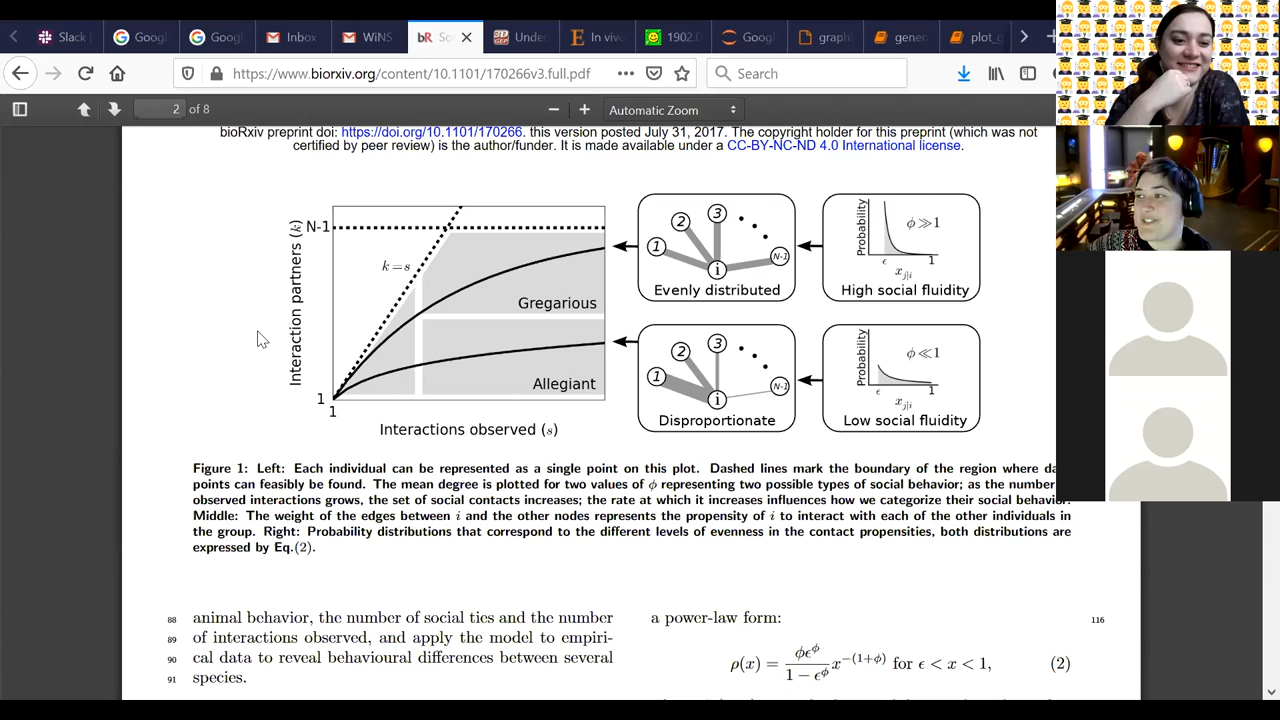 Slack
Googl
Googl
Inbox
WINS
bR So
Unde
E In vivo
1902.0
Coogl
graphl
gener
plot_g
https://www.biorxiv.org/content/10.1101/170266v3.full.pdf
Search
2 of 8
Automatic Zoom
bioRxiv preprint doi: https://doi.org/10.1101/170266. this version posted July 31, 2017. The copyright holder for this preprint (which was not
certified by peer review) is the author/funder. It is made available under a CC-BY-NC-ND 4.0 International license.
Interaction partners (k)
N-1
k=s
Gregarious
Allegiant
1
1
Interactions observed (s)
1 2 3 N-1 i
Evenly distributed
Probability
ϕ≫1
ϵ 1
x_{j|i}
High social fluidity
1 2 3 N-1 i
Disproportionate
Probability
ϕ≪1
ϵ 1
x_{j|i}
Low social fluidity
Figure 1: Left: Each individual can be represented as a single point on this plot. Dashed lines mark the boundary of the region where da
points can feasibly be found. The mean degree is plotted for two values of ϕ representing two possible types of social behavior; as the number
observed interactions grows, the set of social contacts increases; the rate at which it increases influences how we categorize their social behavior.
Middle: The weight of the edges between i and the other nodes represents the propensity of i to interact with each of the other individuals in
the group. Right: Probability distributions that correspond to the different levels of evenness in the contact propensities, both distributions are
expressed by Eq.(2).
88 animal behavior, the number of social ties and the number
89 of interactions observed, and apply the model to empiri-
90 cal data to reveal behavioural differences between several
91 species.
a power-law form: 116
ρ(x) = ϕϵ^ϕ / (1 − ϵ^ϕ) x^{−(1+ϕ)} for ϵ < x < 1, (2)